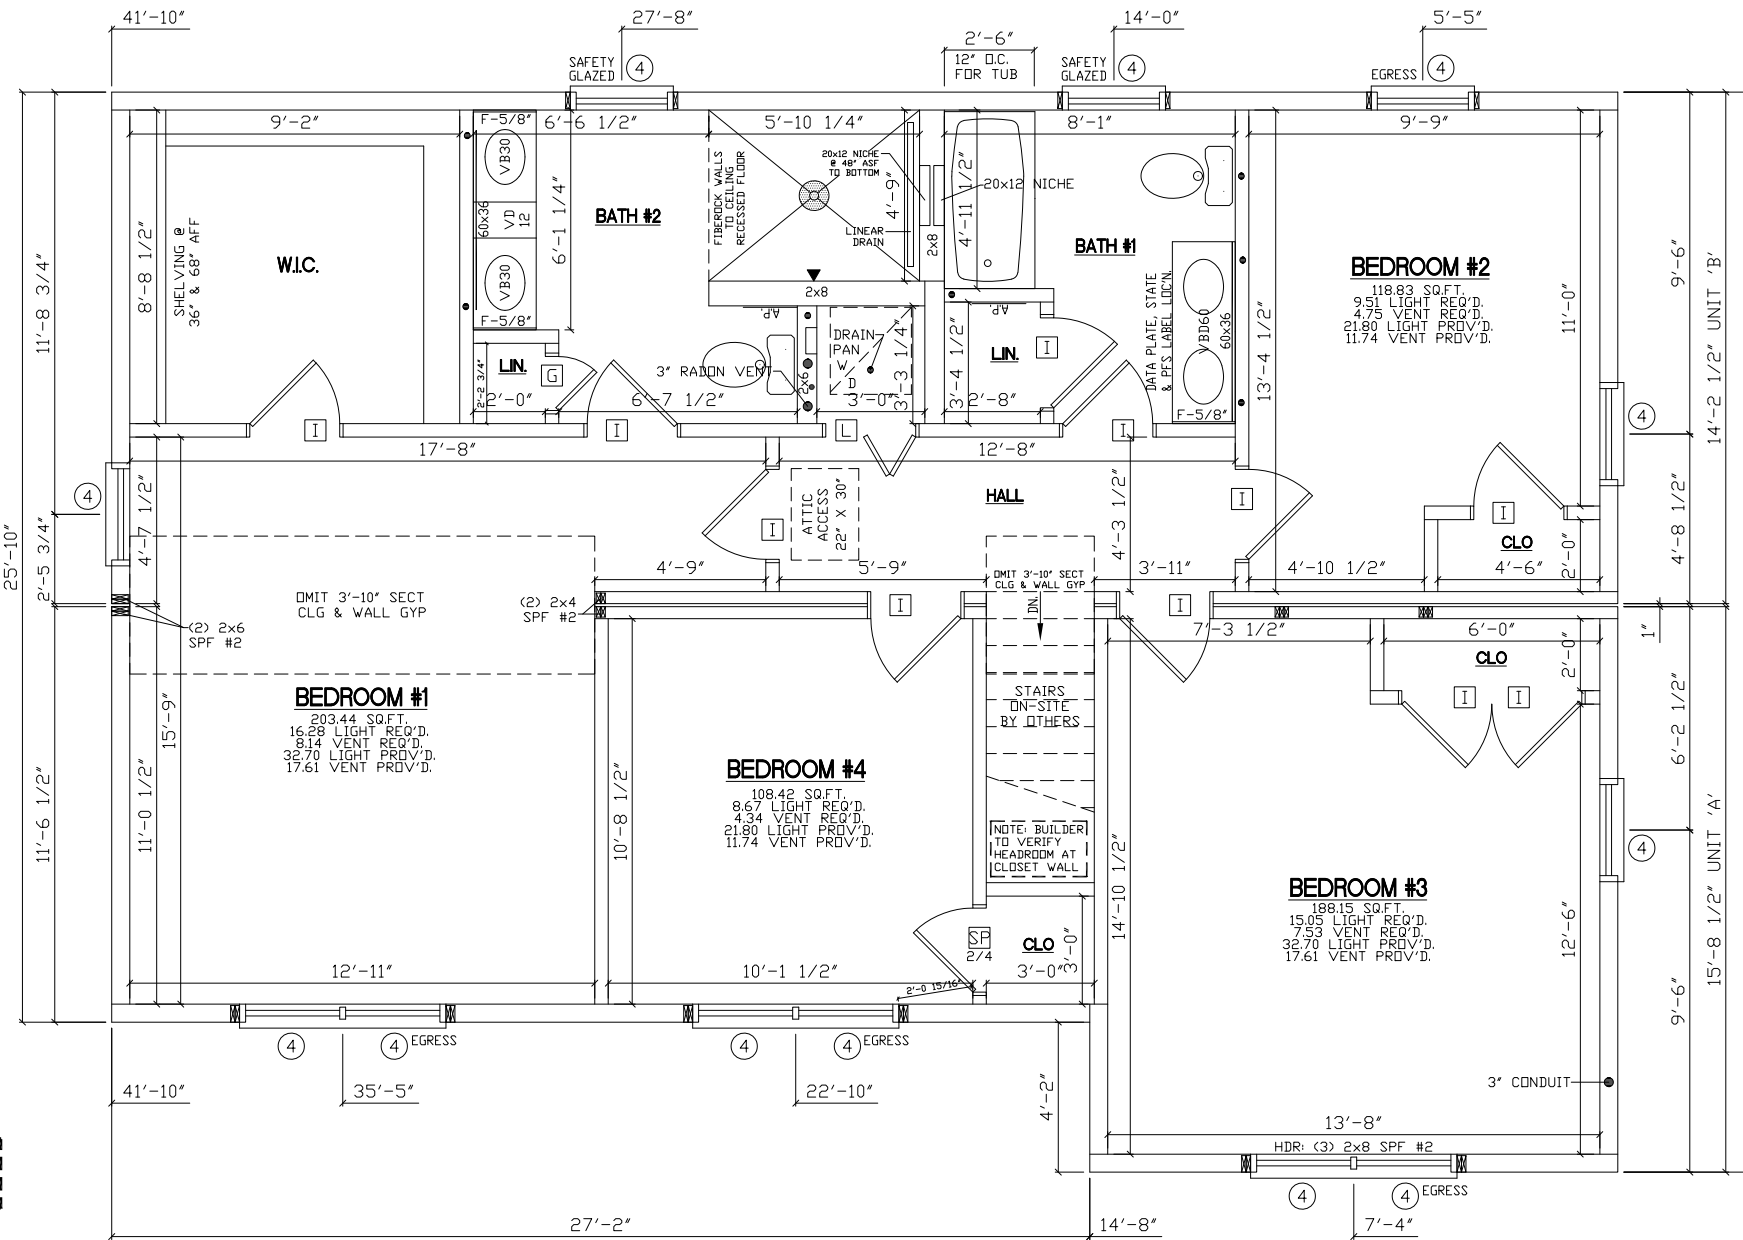 41'-10"
27'-8"
14'-0"
5'-5"
2'-6"
12" O.C.
FOR TUB
SAFETY
GLAZED
4
SAFETY
GLAZED
4
EGRESS
4
9'-2"
F-5/8"
6'-6 1/2"
5'-10 1/4"
8'-1"
9'-9"
VB30
VD
12
60x36
VB30
F-5/8"
6'-1 1/4"
BATH #2
FIBEROCK WALLS
TO CEILING
RECESSED FLOOR
20x12 NICHE
@ 48" ASF
TO BOTTOM
4'-9"
LINEAR
DRAIN
2x8
2x8
20x12 NICHE
4'-11 1/2"
BATH #1
DATA PLATE, STATE
& PFS LABEL LOC'N.
VBD60
60x36
F-5/8"
13'-4 1/2"
BEDROOM #2
118.83 SQ.FT.
9.51 LIGHT REQ'D.
4.75 VENT REQ'D.
21.80 LIGHT PROV'D.
11.74 VENT PROV'D.
11'-0"
9'-6"
14'-2 1/2" UNIT 'B'
11'-8 3/4"
8'-8 1/2"
SHELVING @
36" & 68" AFF
W.I.C.
LIN.
G
2'-2 3/4"
2'-0"
6'-7 1/2"
3" RADON VENT
A.P.
2x6
DRAIN
PAN
W
D
3'-3 1/4"
3'-0"
A.P.
3'-4 1/2"
LIN.
I
2'-8"
I
I
L
I
4
4
17'-8"
12'-8"
HALL
ATTIC
ACCESS
22" X 30"
I
I
I
CLO
4'-3 1/2"
4'-7 1/2"
25'-10"
2'-5 3/4"
4'-8 1/2"
2'-0"
4'-9"
5'-9"
3'-11"
4'-10 1/2"
4'-6"
OMIT 3'-10" SECT
CLG & WALL GYP
OMIT 3'-10" SECT
CLG & WALL GYP
DN.
(2) 2x4
SPF #2
(2) 2x6
SPF #2
I
I
7'-3 1/2"
6'-0"
1"
CLO
2'-0"
I
I
BEDROOM #1
203.44 SQ.FT.
16.28 LIGHT REQ'D.
8.14 VENT REQ'D.
32.70 LIGHT PROV'D.
17.61 VENT PROV'D.
15'-9"
11'-0 1/2"
11'-6 1/2"
STAIRS
ON-SITE
BY OTHERS
6'-2 1/2"
BEDROOM #4
108.42 SQ.FT.
8.67 LIGHT REQ'D.
4.34 VENT REQ'D.
21.80 LIGHT PROV'D.
11.74 VENT PROV'D.
10'-8 1/2"
NOTE: BUILDER
TO VERIFY
HEADROOM AT
CLOSET WALL
14'-10 1/2"
4
BEDROOM #3
188.15 SQ.FT.
15.05 LIGHT REQ'D.
7.53 VENT REQ'D.
32.70 LIGHT PROV'D.
17.61 VENT PROV'D.
12'-6"
15'-8 1/2" UNIT 'A'
9'-6"
SP
2/4
CLO
3'-0"
3'-0"
12'-11"
10'-1 1/2"
2'-0 15/16"
4
4
EGRESS
4
4
EGRESS
41'-10"
35'-5"
22'-10"
4'-2"
3" CONDUIT
13'-8"
HDR: (3) 2x8 SPF #2
4
4
EGRESS
27'-2"
14'-8"
7'-4"